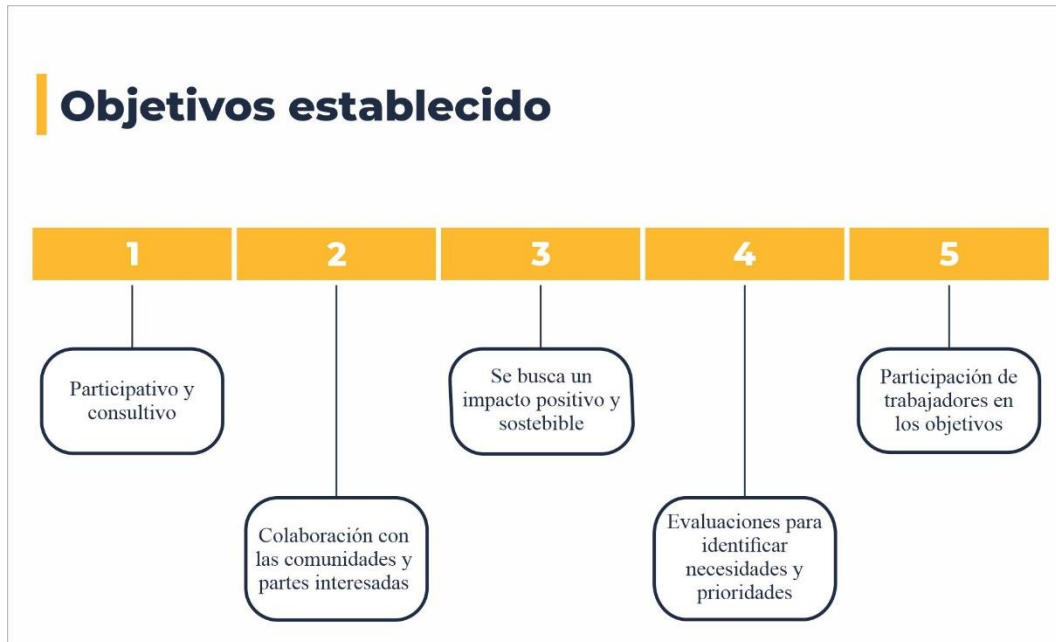 Objetivos establecido
1
2
3
4
5
Participativo y
consultivo
Colaboración con
las comunidades y
partes interesadas
Se busca un
impacto positivo y
sostebible
Evaluaciones para
identificar
necesidades y
prioridades
Participación de
trabajadores en
los objetivos